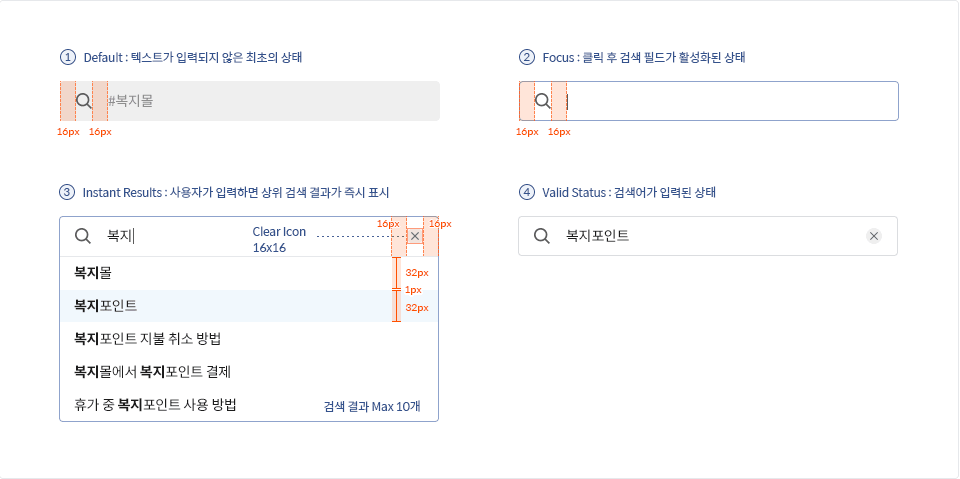 1 Default : 텍스트가 입력되지 않은 최초의 상태
#복지몰
16px 16px
2 Focus : 클릭 후 검색 필드가 활성화된 상태
16px 16px
3 Instant Results : 사용자가 입력하면 상위 검색 결과가 즉시 표시
16px 16px
복지
Clear Icon
16x16
복지몰
32px
1px
복지포인트
32px
복지포인트 지불 취소 방법
복지몰에서 복지포인트 결제
휴가 중 복지포인트 사용 방법
검색 결과 Max 10개
4 Valid Status : 검색어가 입력된 상태
복지포인트